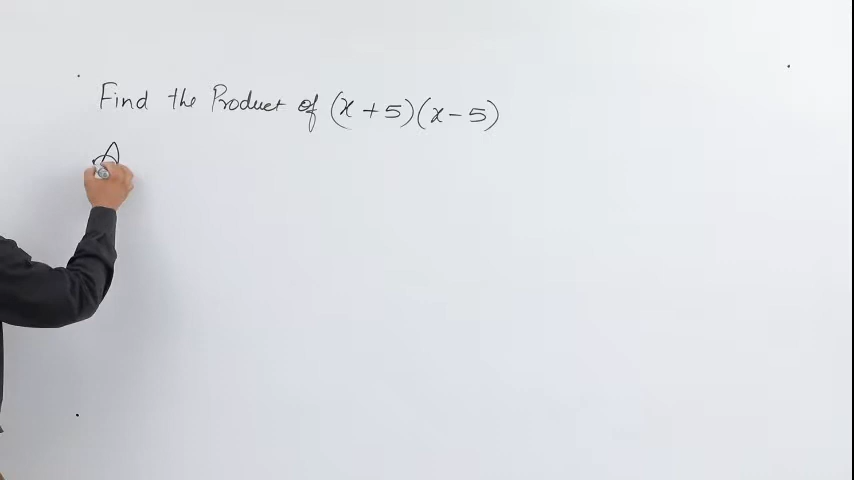 Find the Product of (x + 5)(x - 5)
A